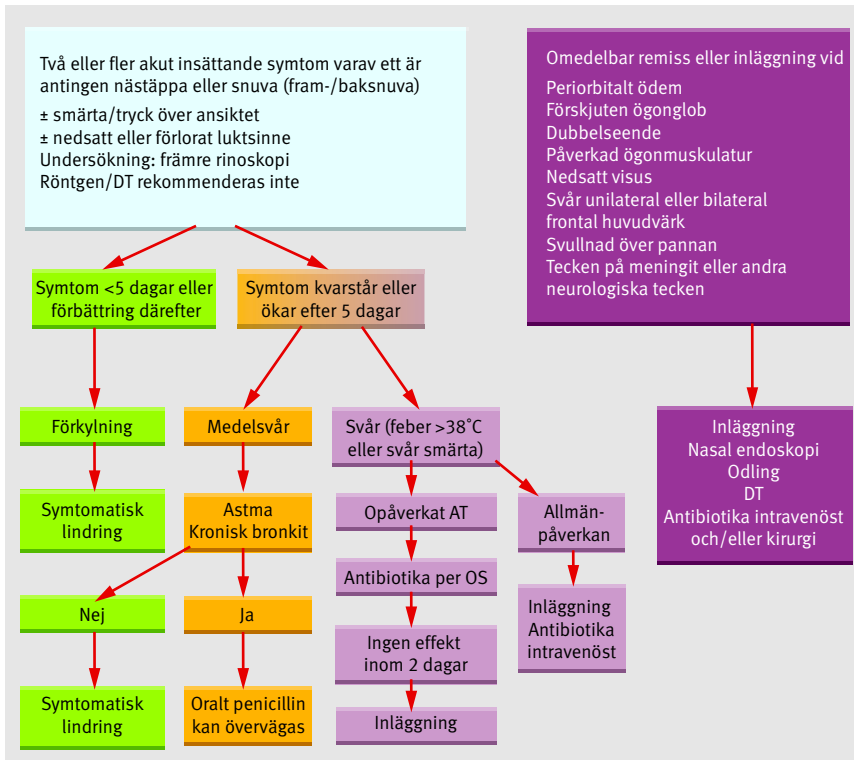 Två eller fler akut insättande symtom varav ett är
antingen nästäppa eller snuva (fram-/baksnuva)
± smärta/tryck över ansiktet
± nedsatt eller förlorat luktsinne
Undersökning: främre rinoskopi
Röntgen/DT rekommenderas inte
Omedelbar remiss eller inläggning vid
Periorbitalt ödem
Förskjuten ögonglob
Dubbelseende
Påverkad ögonmuskulatur
Nedsatt visus
Svår unilateral eller bilateral
frontal huvudvärk
Svullnad över pannan
Tecken på meningit eller andra
neurologiska tecken
Symtom <5 dagar eller
förbättring därefter
Symtom kvarstår eller
ökar efter 5 dagar
Förkylning
Medelsvår
Svår (feber >38°C
eller svår smärta)
Inläggning
Nasal endoskopi
Odling
DT
Antibiotika intravenöst
och/eller kirurgi
Symtomatisk
lindring
Astma
Kronisk bronkit
Opåverkat AT
Allmän-
påverkan
Antibiotika per OS
Nej
Ja
Inläggning
Antibiotika
intravenöst
Ingen effekt
inom 2 dagar
Symtomatisk
lindring
Oralt penicillin
kan övervägas
Inläggning